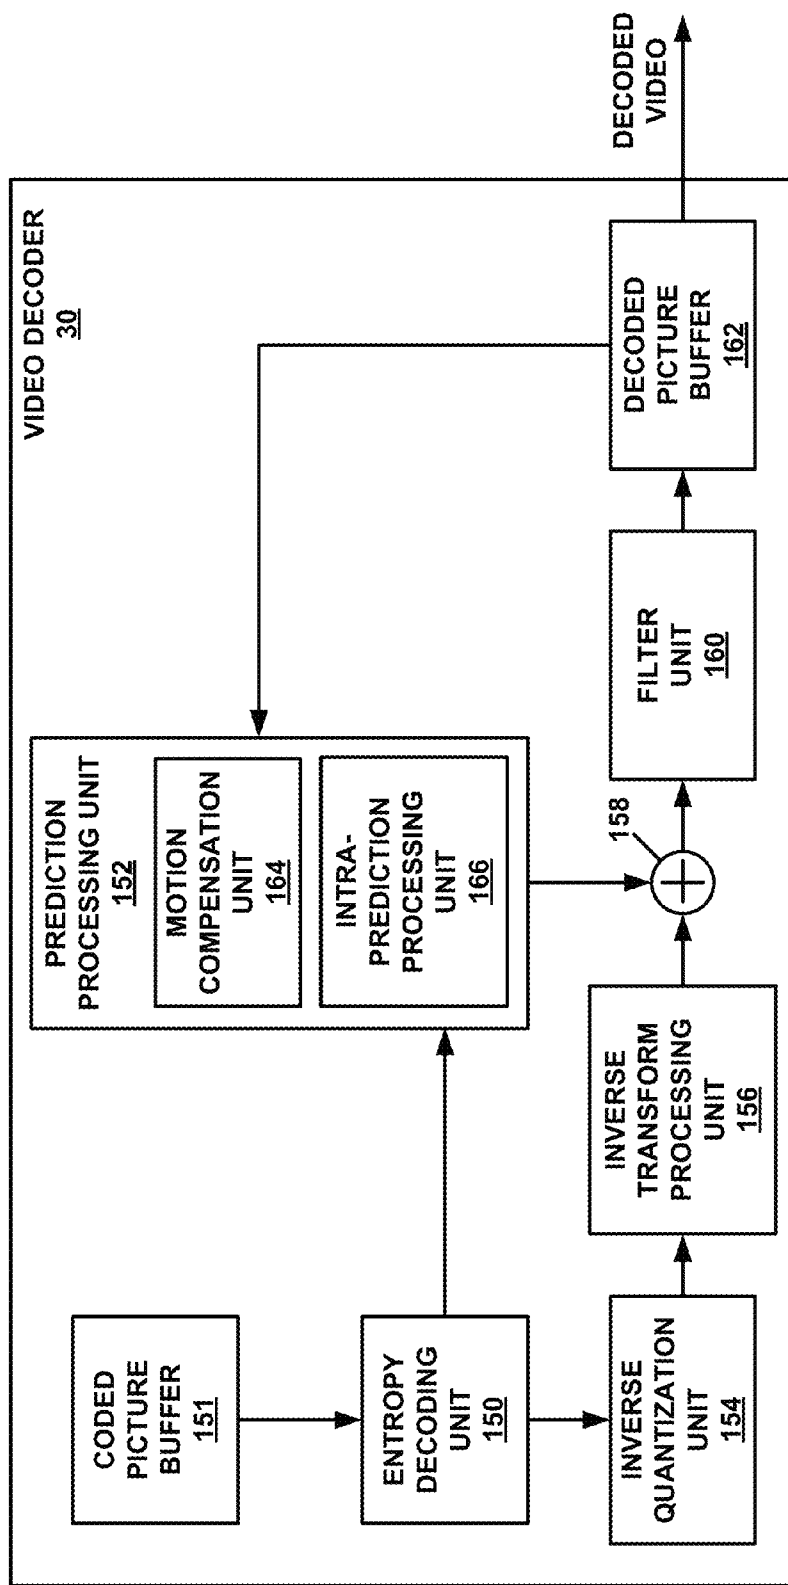 VIDEO DECODER
30
CODED
PICTURE
BUFFER
151
PREDICTION
PROCESSING UNIT
152
MOTION
COMPENSATION
UNIT
164
INTRA-
PREDICTION
PROCESSING
UNIT
166
ENTROPY
DECODING
UNIT
150
INVERSE
QUANTIZATION
UNIT
154
INVERSE
TRANSFORM
PROCESSING
UNIT
156
158
FILTER
UNIT
160
DECODED
PICTURE
BUFFER
162
DECODED
VIDEO